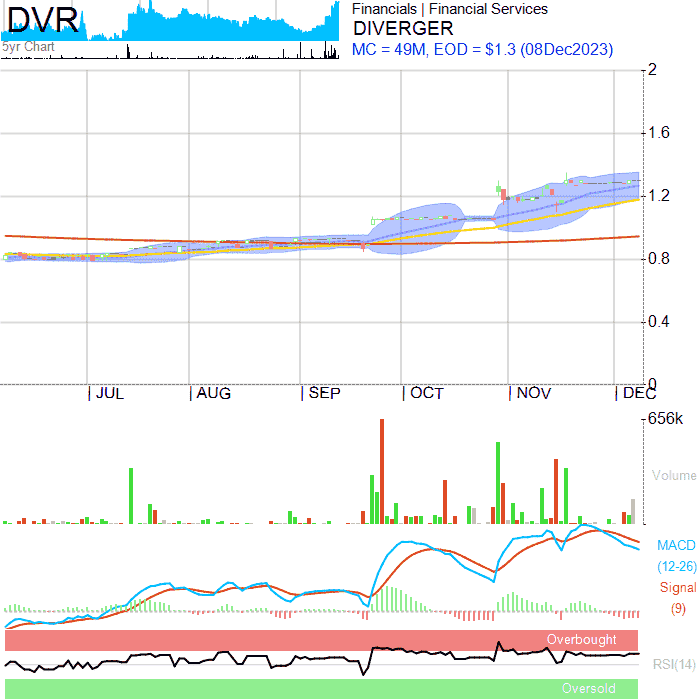 DVR
5yr Chart
Financials | Financial Services
DIVERGER
MC = 49M, EOD = $1.3 (08Dec2023)
2
1.6
1.2
0.8
0.4
0
JUL AUG SEP OCT NOV DEC
656k
Volume
MACD
(12-26)
Signal
(9)
Overbought
RSI(14)
Oversold